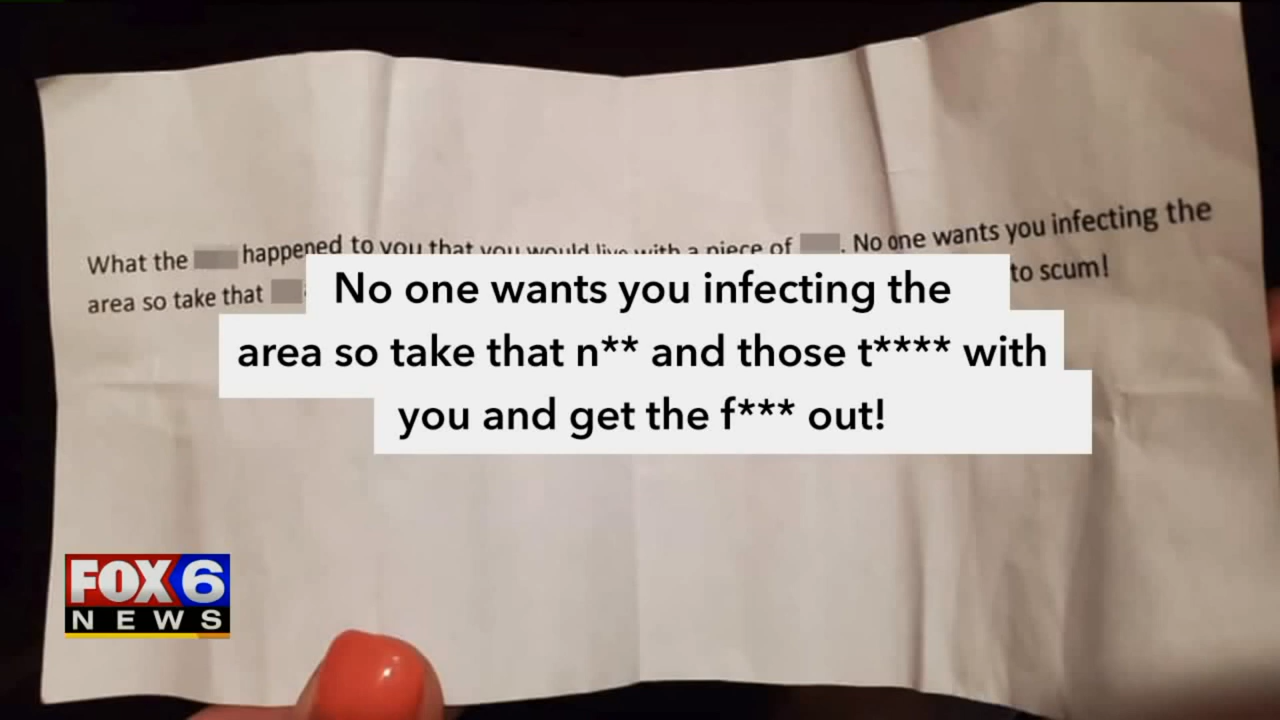 What the happened to you that you would live with a piece of . No one wants you infecting the
area so take that to scum!
No one wants you infecting the
area so take that n** and those t**** with
you and get the f*** out!
FOX 6
NEWS